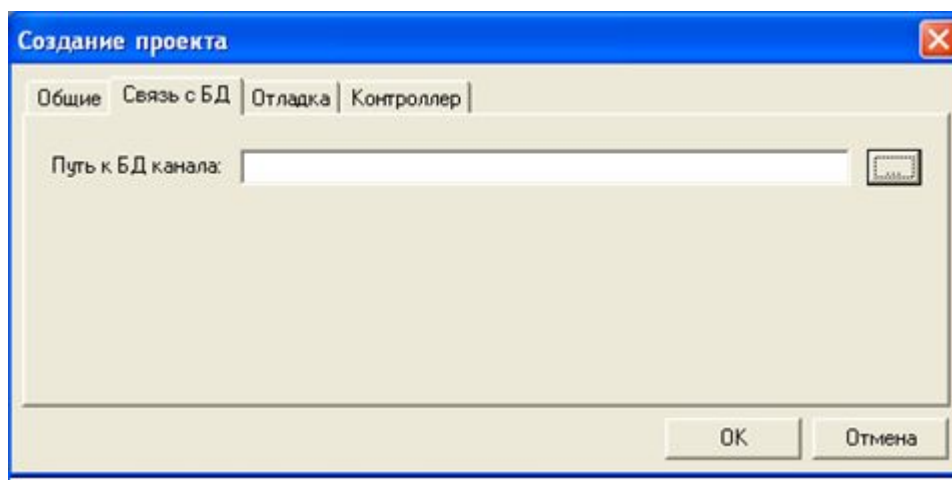 Создание проекта
Общие Связь с БД Отладка Контроллер
Путь к БД канала: ...
OK Отмена